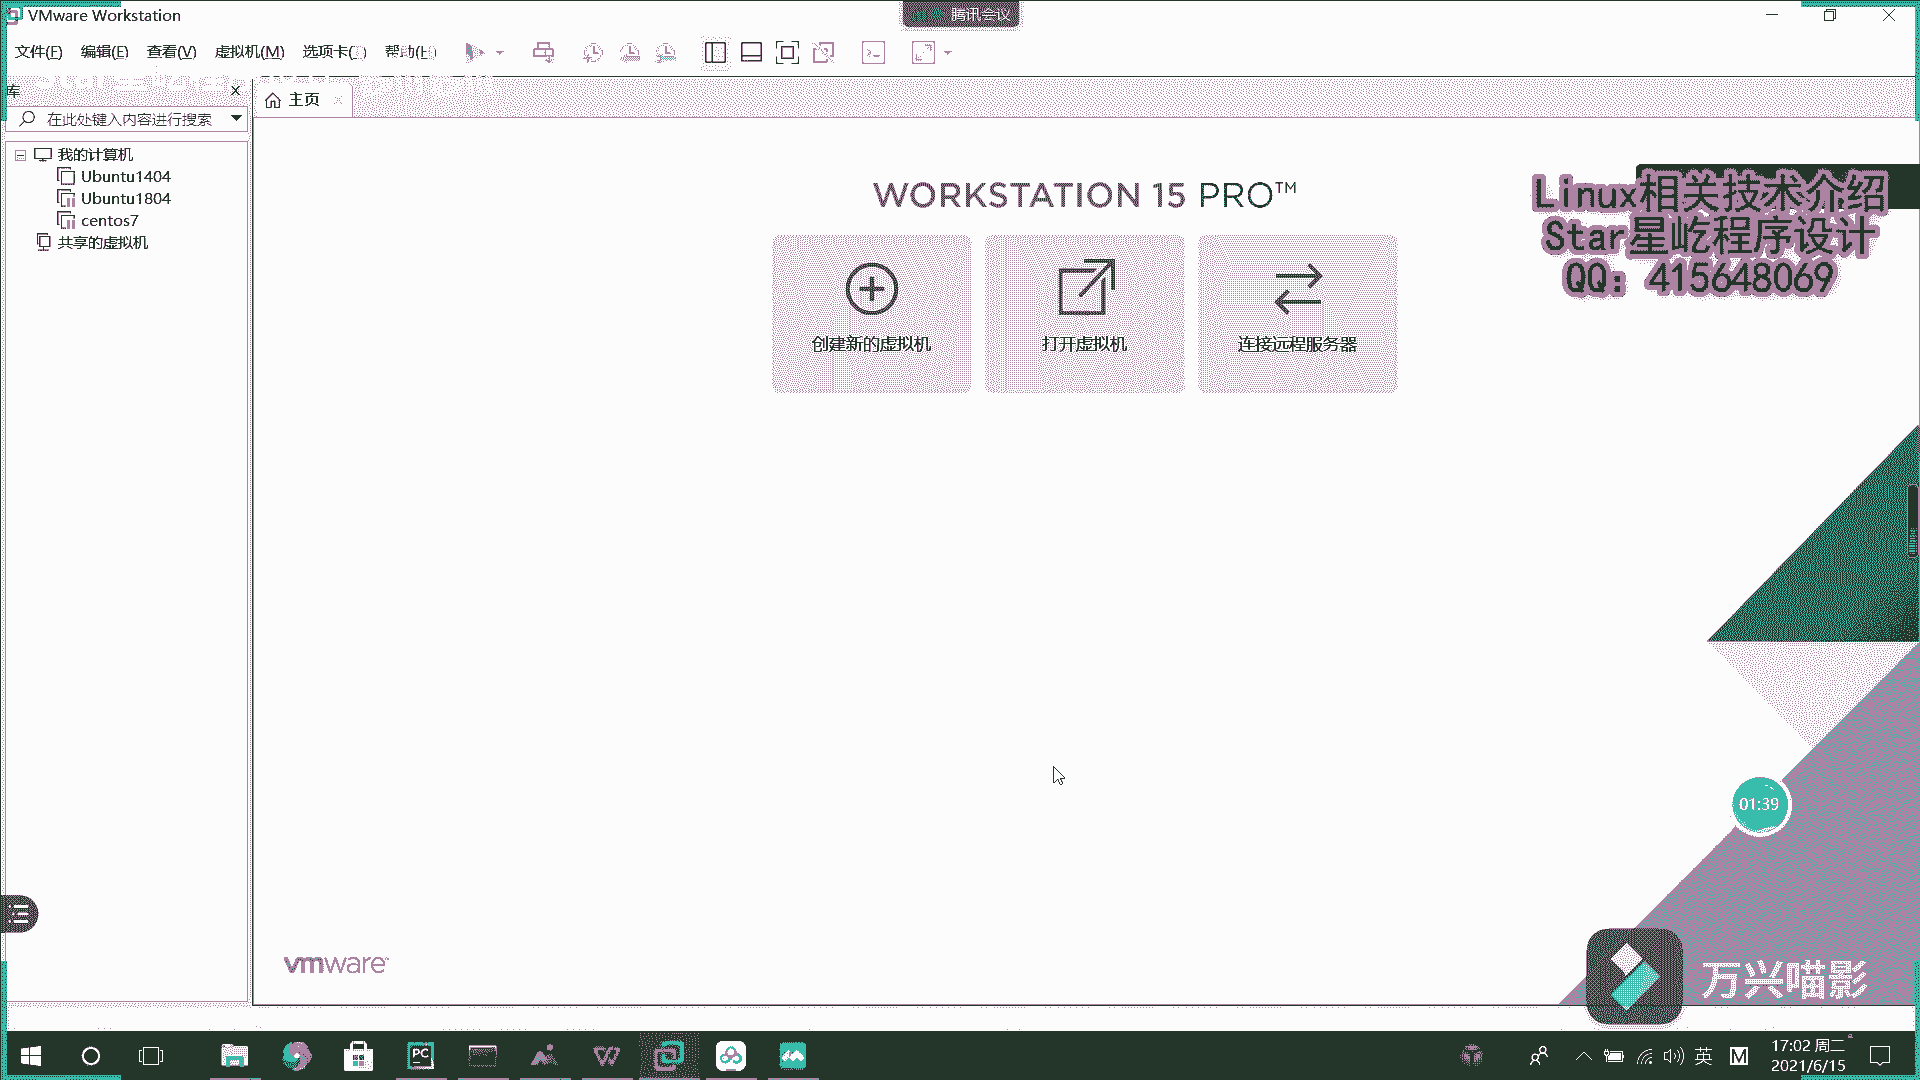 VMware Workstation
腾讯会议
文件(F) 编辑(E) 查看(V) 虚拟机(M) 选项卡(T) 帮助(H)
库
主页
在此处键入内容进行搜索
我的计算机
Ubuntu1404
Ubuntu1804
centos7
共享的虚拟机
WORKSTATION 15 PRO™
创建新的虚拟机
打开虚拟机
连接远程服务器
Linux相关技术介绍
Star星屹程序设计
QQ：415648069
01:39
vmware
万兴喵影
PC
英
M
17:02 周二
2021/6/15